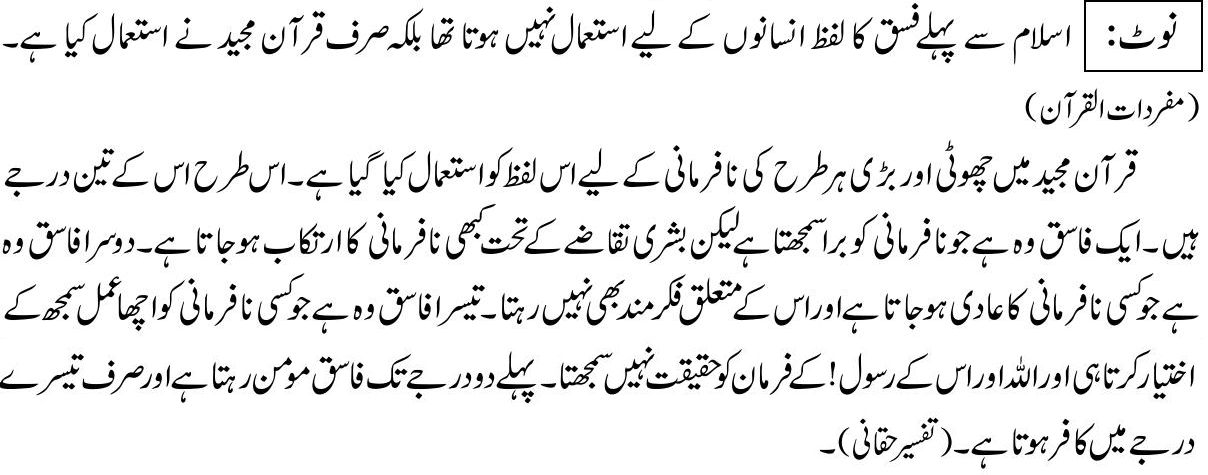 نوٹ: اسلام سے پہلے فسق کا لفظ انسانوں کے لیے استعمال نہیں ہوتا تھا بلکہ صرف قرآن مجید نے استعمال کیا ہے۔
(مفردات القرآن)
قرآن مجید میں چھوٹی اور بڑی ہر طرح کی نافرمانی کے لیے اس لفظ کو استعمال کیا گیا ہے۔ اس طرح اس کے تین درجے
ہیں۔ ایک فاسق وہ ہے جو نافرمانی کو برا سمجھتا ہے لیکن بشری تقاضے کے تحت کبھی نافرمانی کا ارتکاب ہو جاتا ہے۔ دوسرا فاسق وہ
ہے جو کسی نافرمانی کا عادی ہو جاتا ہے اور اس کے متعلق فکر مند بھی نہیں رہتا۔ تیسرا فاسق وہ ہے جو کسی نافرمانی کو اچھا عمل سمجھ کے
اختیار کرتا ہی اور اللہ اور اس کے رسول! کے فرمان کو حقیقت نہیں سمجھتا۔ پہلے دو درجے تک فاسق مومن رہتا ہے اور صرف تیسرے
درجے میں کافر ہوتا ہے۔ (تفسیر حقانی)۔